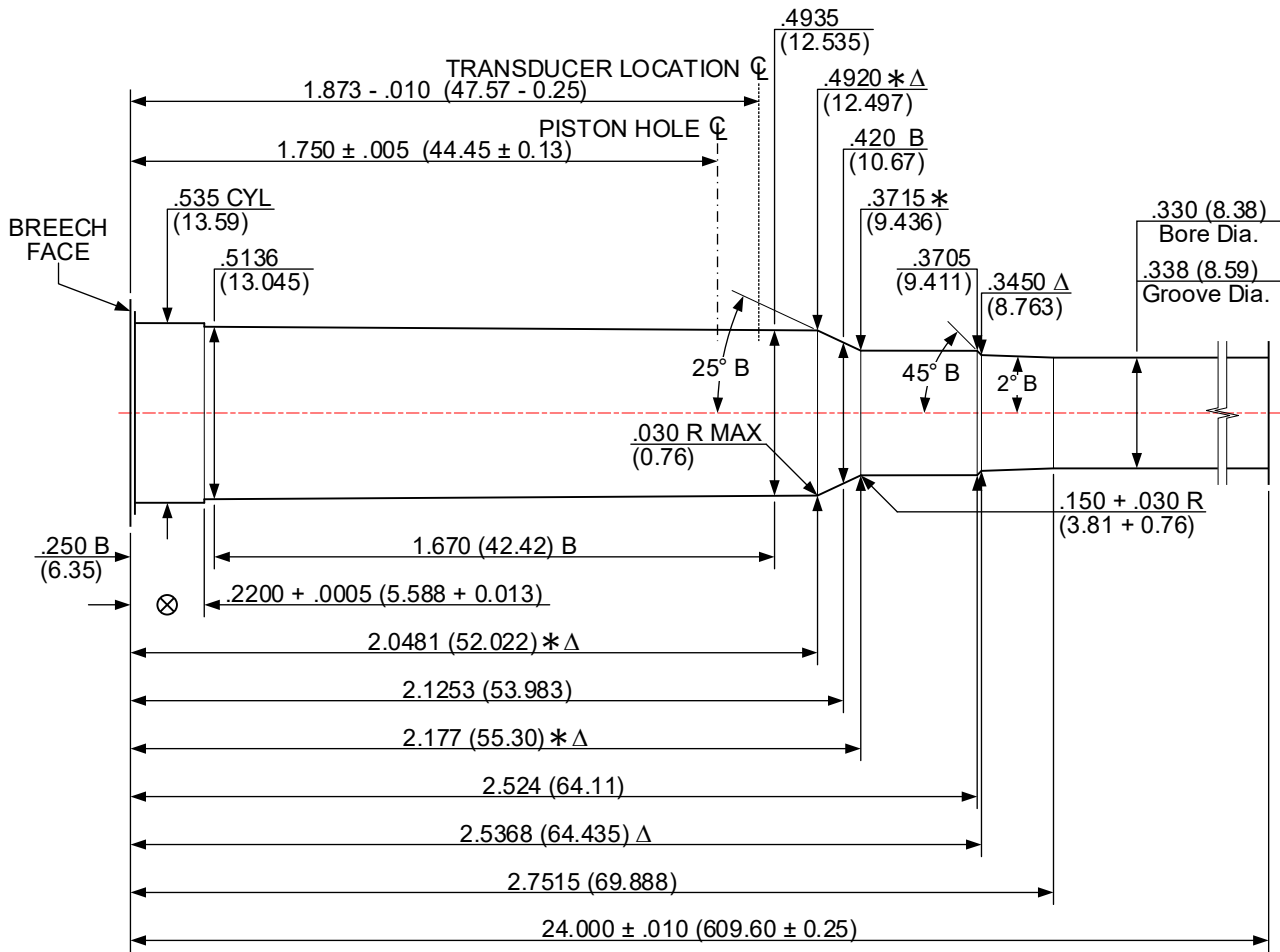 .4935
(12.535)
TRANSDUCER LOCATION ℄
1.873 - .010 (47.57 - 0.25)
.4920 * Δ
(12.497)
PISTON HOLE ℄
1.750 ± .005 (44.45 ± 0.13)
.420 B
(10.67)
.535 CYL
(13.59)
.3715 *
(9.436)
.330 (8.38)
Bore Dia.
BREECH
FACE
.5136
(13.045)
.3705
(9.411)
.3450 Δ
(8.763)
.338 (8.59)
Groove Dia.
25° B
45° B
2° B
.030 R MAX
(0.76)
.150 + .030 R
(3.81 + 0.76)
.250 B
(6.35)
1.670 (42.42) B
⊗
.2200 + .0005 (5.588 + 0.013)
2.0481 (52.022) * Δ
2.1253 (53.983)
2.177 (55.30) * Δ
2.524 (64.11)
2.5368 (64.435) Δ
2.7515 (69.888)
24.000 ± .010 (609.60 ± 0.25)